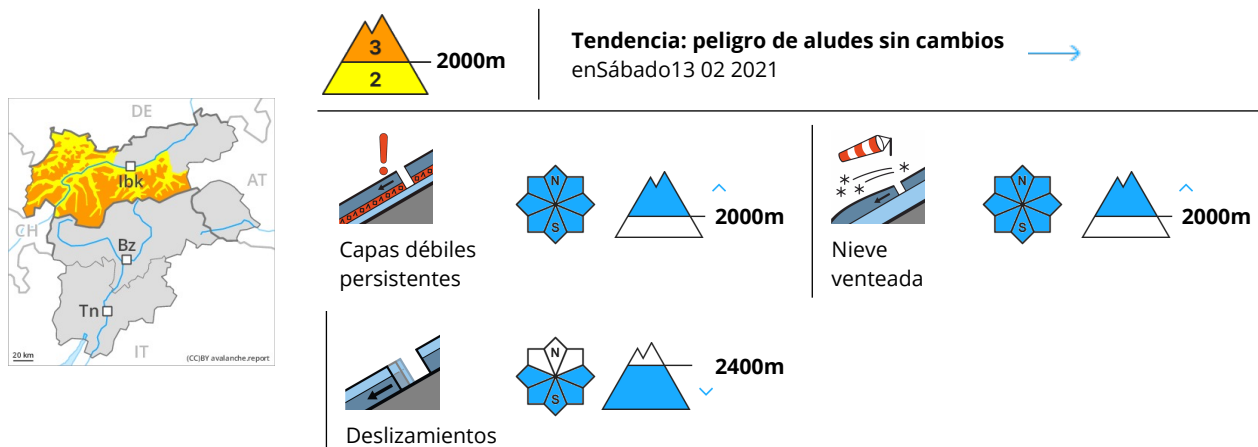 DE
AT
CH
IT
Ibk
Bz
Tn
20 km
(CC)BY avalanche.report
3
2
2000m
Tendencia: peligro de aludes sin cambios
enSábado13 02 2021
N
S
2000m
Capas débiles
persistentes
N
S
2000m
Nieve
venteada
N
S
2400m
Deslizamientos